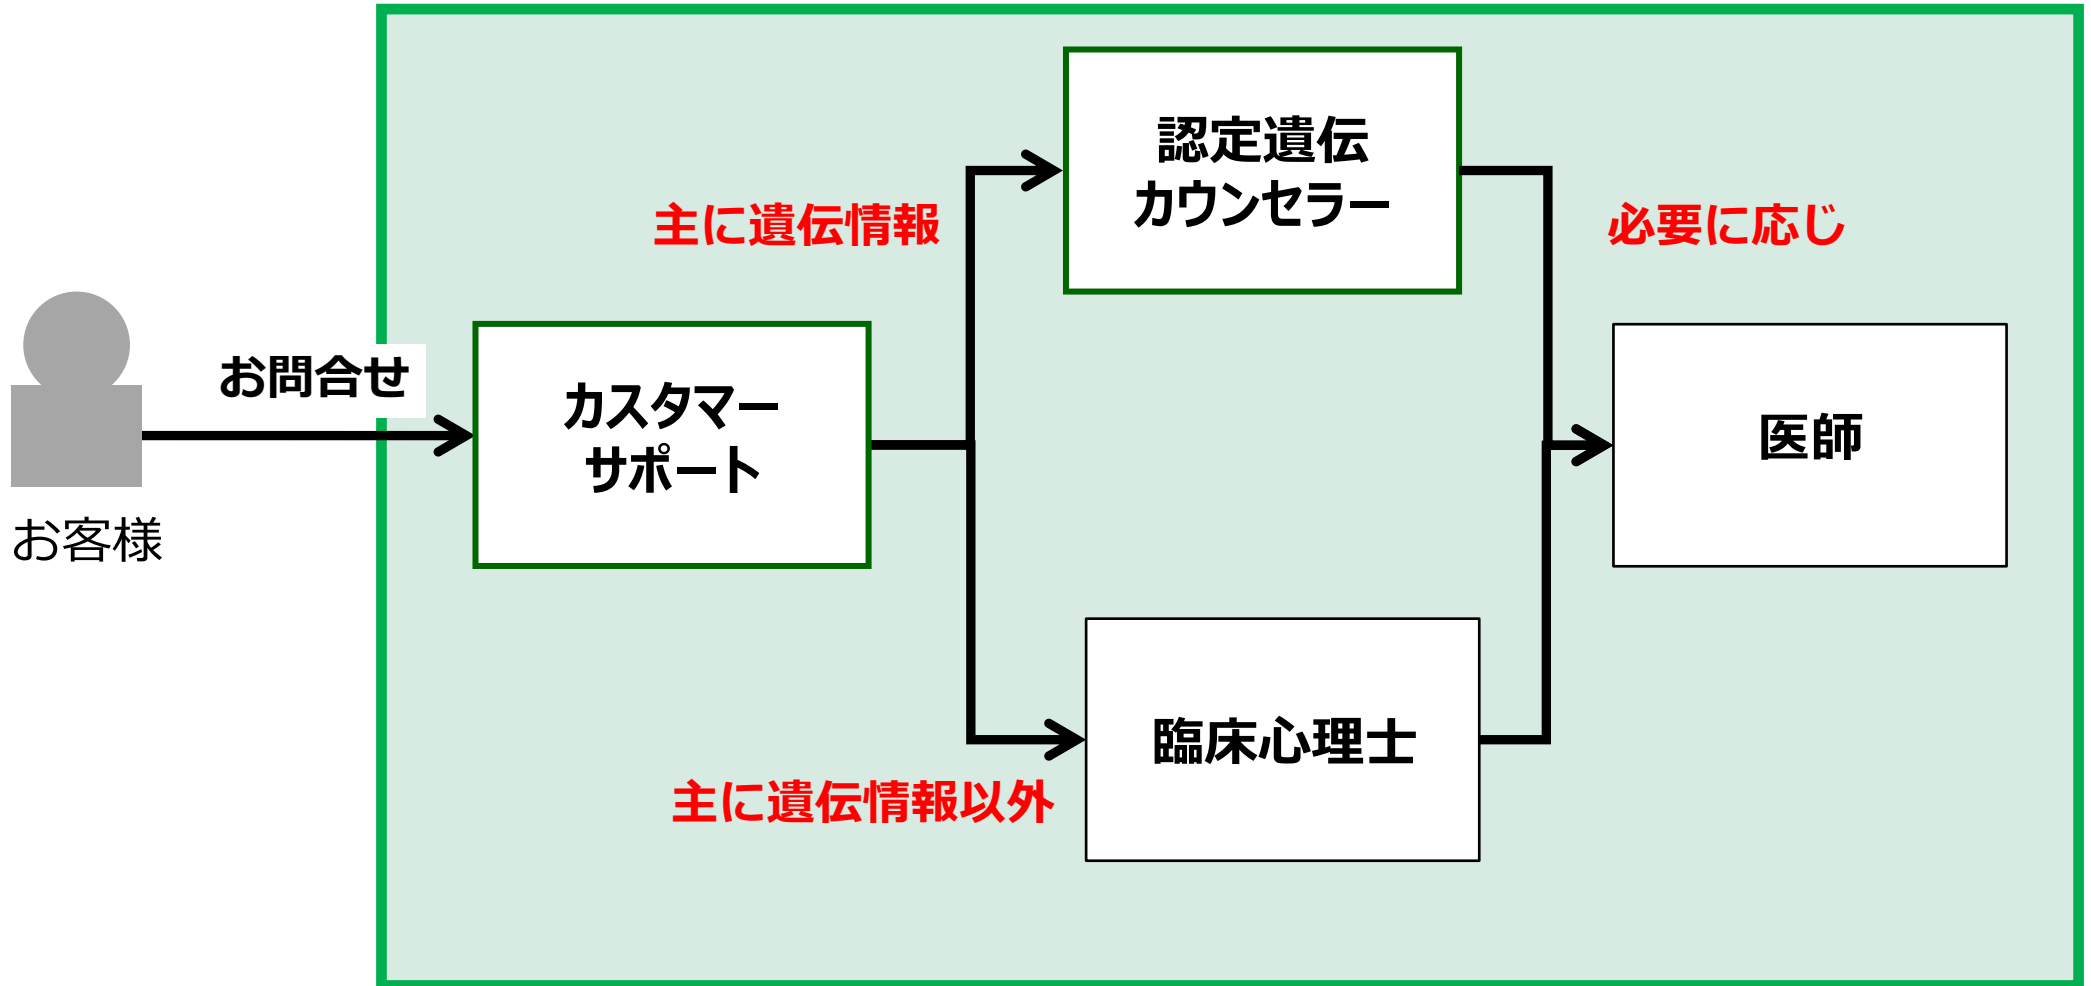 お客様
お問合せ
カスタマー
サポート
主に遺伝情報
認定遺伝
カウンセラー
主に遺伝情報以外
臨床心理士
必要に応じ
医師